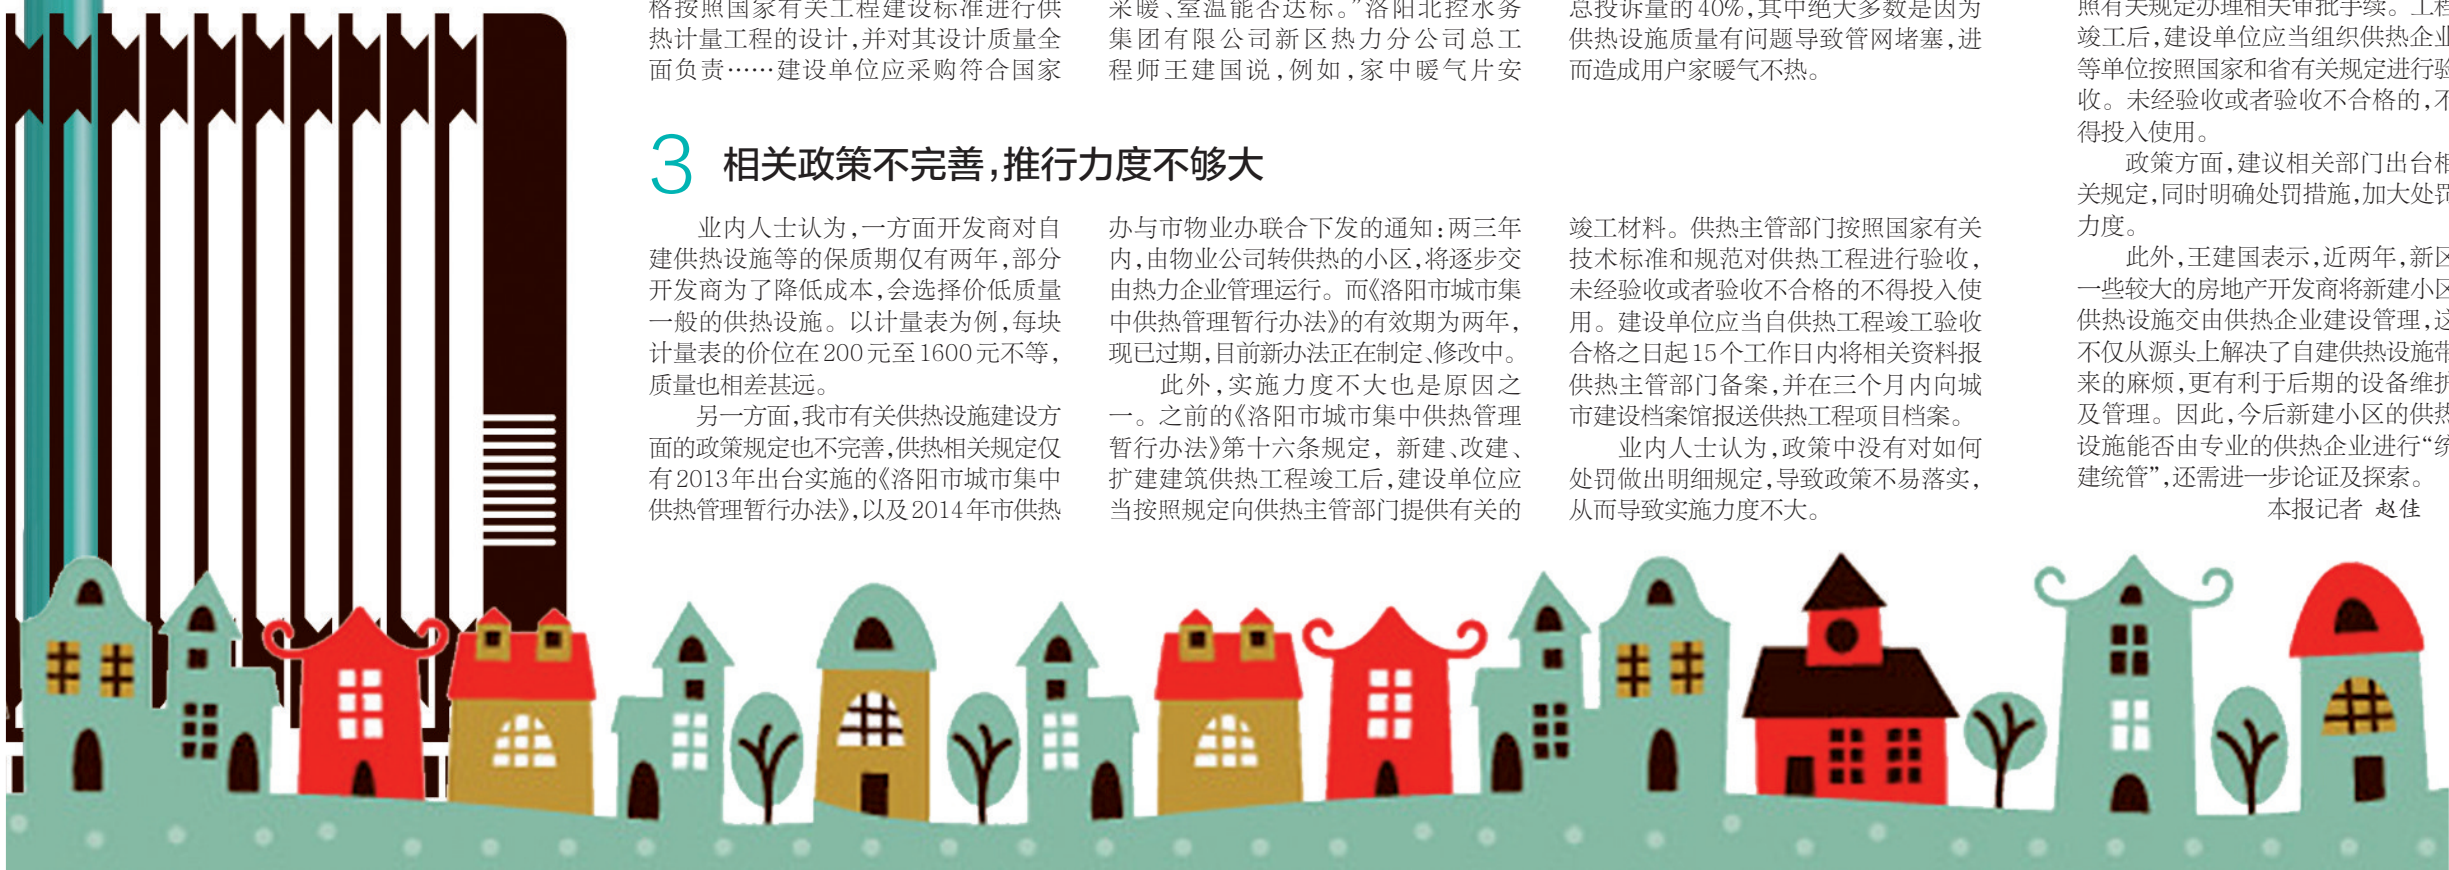 格按照国家有关工程建设标准进行供
热计量工程的设计,并对其设计质量全
面负责……建设单位应采购符合国家
采暖、室温能否达标。”洛阳北控水务
集团有限公司新区热力分公司总工
程师王建国说,例如,家中暖气片安
总投诉量的40%,其中绝大多数是因为
供热设施质量有问题导致管网堵塞,进
而造成用户家暖气不热。
3 相关政策不完善,推行力度不够大
业内人士认为,一方面开发商对自
建供热设施等的保质期仅有两年,部分
开发商为了降低成本,会选择价低质量
一般的供热设施。以计量表为例,每块
计量表的价位在200元至1600元不等,
质量也相差甚远。
另一方面,我市有关供热设施建设方
面的政策规定也不完善,供热相关规定仅
有2013年出台实施的《洛阳市城市集中
供热管理暂行办法》,以及2014年市供热
办与市物业办联合下发的通知:两三年
内,由物业公司转供热的小区,将逐步交
由热力企业管理运行。而《洛阳市城市集
中供热管理暂行办法》的有效期为两年,
现已过期,目前新办法正在制定、修改中。
此外,实施力度不大也是原因之
一。之前的《洛阳市城市集中供热管理
暂行办法》第十六条规定,新建、改建、
扩建建筑供热工程竣工后,建设单位应
当按照规定向供热主管部门提供有关的
竣工材料。供热主管部门按照国家有关
技术标准和规范对供热工程进行验收,
未经验收或者验收不合格的不得投入使
用。建设单位应当自供热工程竣工验收
合格之日起15个工作日内将相关资料报
供热主管部门备案,并在三个月内向城
市建设档案馆报送供热工程项目档案。
业内人士认为,政策中没有对如何
处罚做出明细规定,导致政策不易落实,
从而导致实施力度不大。
照有关规定办理相关审批手续。工程
竣工后,建设单位应当组织供热企业
等单位按照国家和省有关规定进行验
收。未经验收或者验收不合格的,不
得投入使用。
政策方面,建议相关部门出台相
关规定,同时明确处罚措施,加大处罚
力度。
此外,王建国表示,近两年,新区
一些较大的房地产开发商将新建小区
供热设施交由供热企业建设管理,这
不仅从源头上解决了自建供热设施带
来的麻烦,更有利于后期的设备维护
及管理。因此,今后新建小区的供热
设施能否由专业的供热企业进行“统
建统管”,还需进一步论证及探索。
本报记者 赵佳